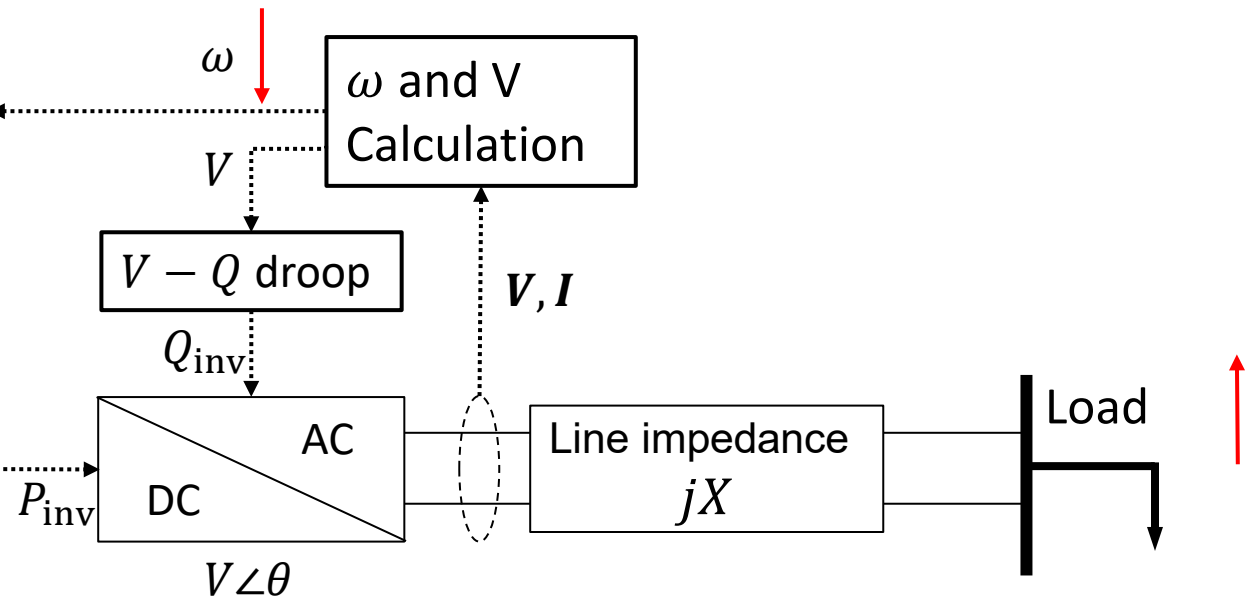 ω
ω and V
Calculation
V
V − Q droop
V, I
Q_inv
Load
AC
Line impedance
jX
P_inv
DC
V∠θ